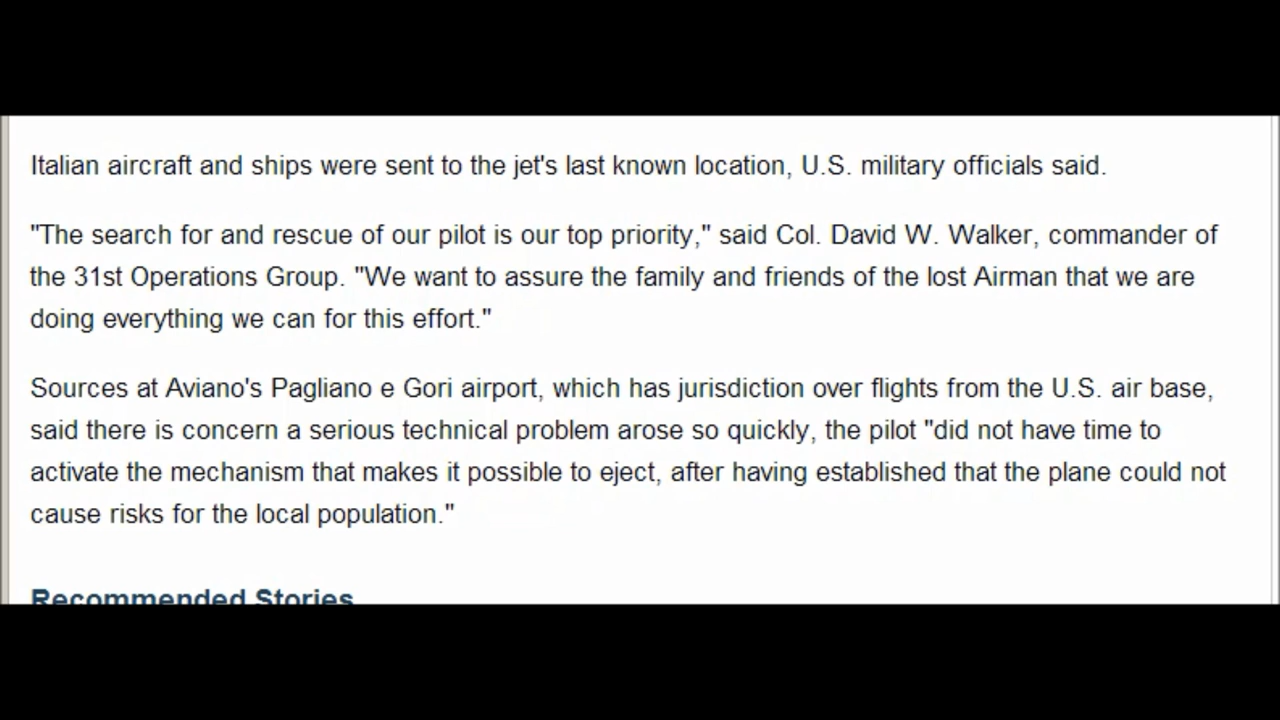 Italian aircraft and ships were sent to the jet's last known location, U.S. military officials said.
"The search for and rescue of our pilot is our top priority," said Col. David W. Walker, commander of
the 31st Operations Group. "We want to assure the family and friends of the lost Airman that we are
doing everything we can for this effort."
Sources at Aviano's Pagliano e Gori airport, which has jurisdiction over flights from the U.S. air base,
said there is concern a serious technical problem arose so quickly, the pilot "did not have time to
activate the mechanism that makes it possible to eject, after having established that the plane could not
cause risks for the local population."
Recommended Stories